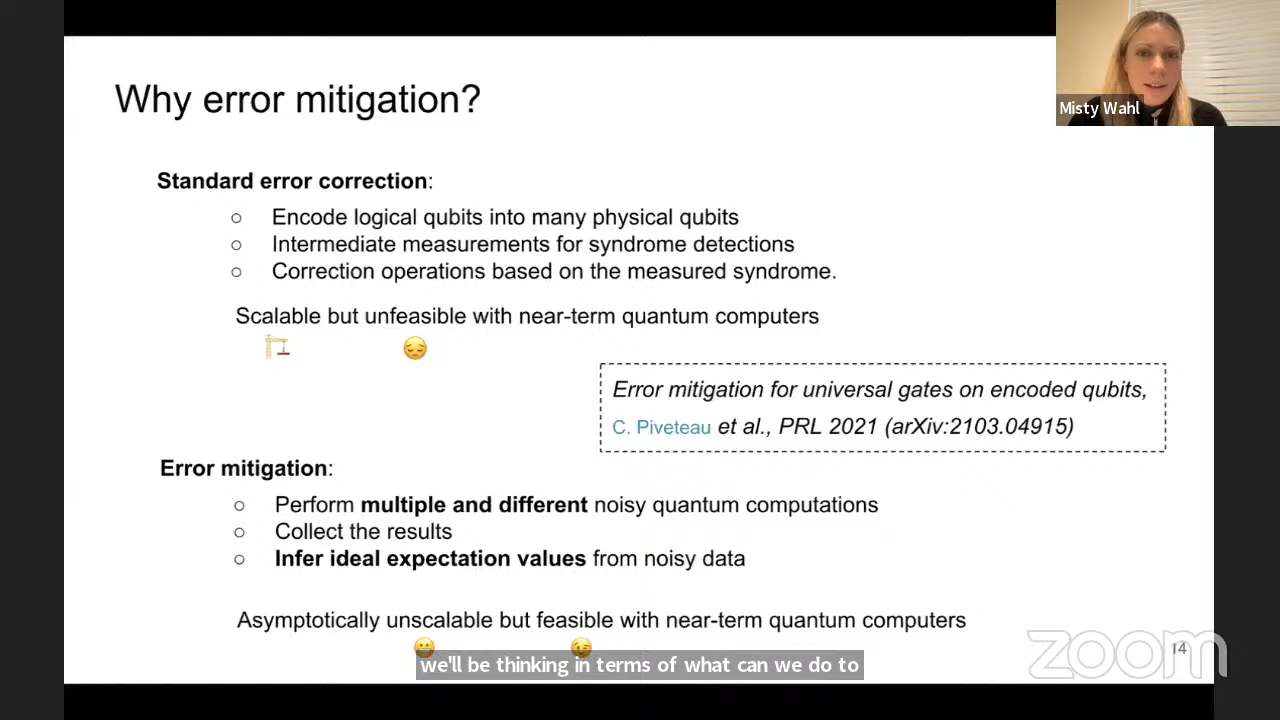 Why error mitigation?
Misty Wahl
Standard error correction:
Encode logical qubits into many physical qubits
Intermediate measurements for syndrome detections
Correction operations based on the measured syndrome.
Scalable but unfeasible with near-term quantum computers
Error mitigation for universal gates on encoded qubits,
C. Piveteau et al., PRL 2021 (arXiv:2103.04915)
Error mitigation:
Perform multiple and different noisy quantum computations
Collect the results
Infer ideal expectation values from noisy data
Asymptotically unscalable but feasible with near-term quantum computers
we'll be thinking in terms of what can we do to
zoom
14